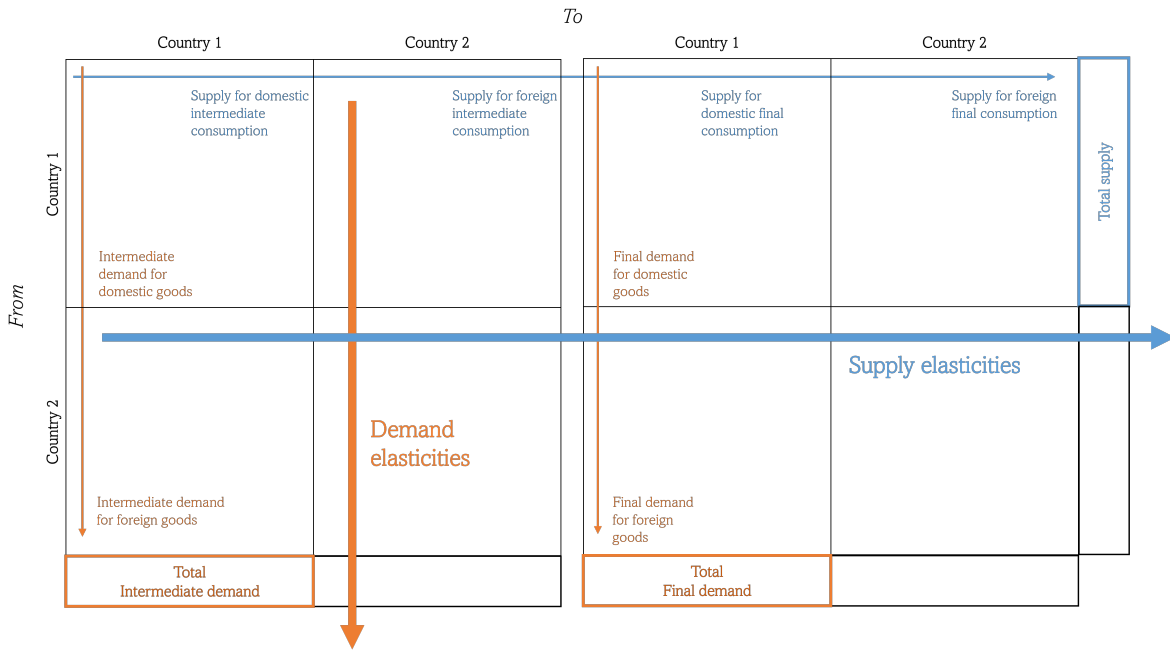 To
Country 1
Country 2
Country 1
Country 2
From
Country 1
Supply for domestic
intermediate
consumption
Supply for foreign
intermediate
consumption
Supply for
domestic final
consumption
Supply for foreign
final consumption
Total supply
Intermediate
demand for
domestic goods
Final demand
for domestic
goods
Country 2
Supply elasticities
Demand
elasticities
Intermediate demand
for foreign goods
Final demand
for foreign
goods
Total
Intermediate demand
Total
Final demand